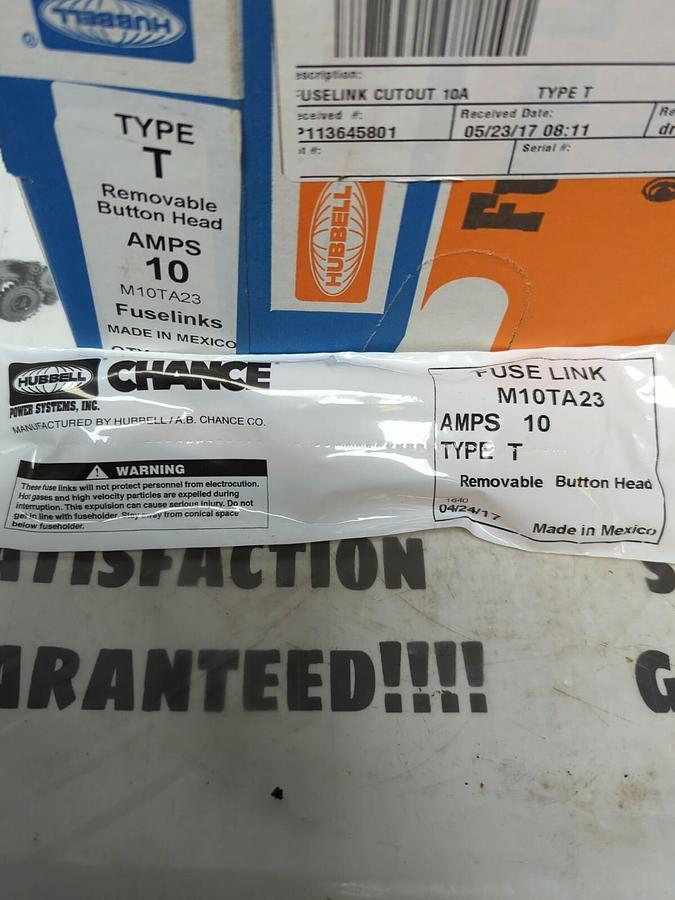 HUBBELL
®
TYPE
T
Removable
Button Head
AMPS
10
M10TA23
Fuselinks
MADE IN MEXICO
escription:
FUSELINK CUTOUT 10A TYPE T
eceived #:
P113645801
Received Date:
05/23/17 08:11
Re
dr
Serial #:
HUBBELL
HUBBELL
CHANCE
POWER SYSTEMS, INC.
MANUFACTURED BY HUBBELL / A.B. CHANCE CO.
WARNING
These fuse links will not protect personnel from electrocution.
Hot gases and high velocity particles are expelled during
interruption. This expulsion can cause serious injury. Do not
get in line with fuseholder. Stay away from conical space
below fuseholder.
FUSE LINK
M10TA23
AMPS 10
TYPE T
Removable Button Head
1640
04/24/17
Made in Mexico
ATISFACTION
S
ARANTEED!!!!
G